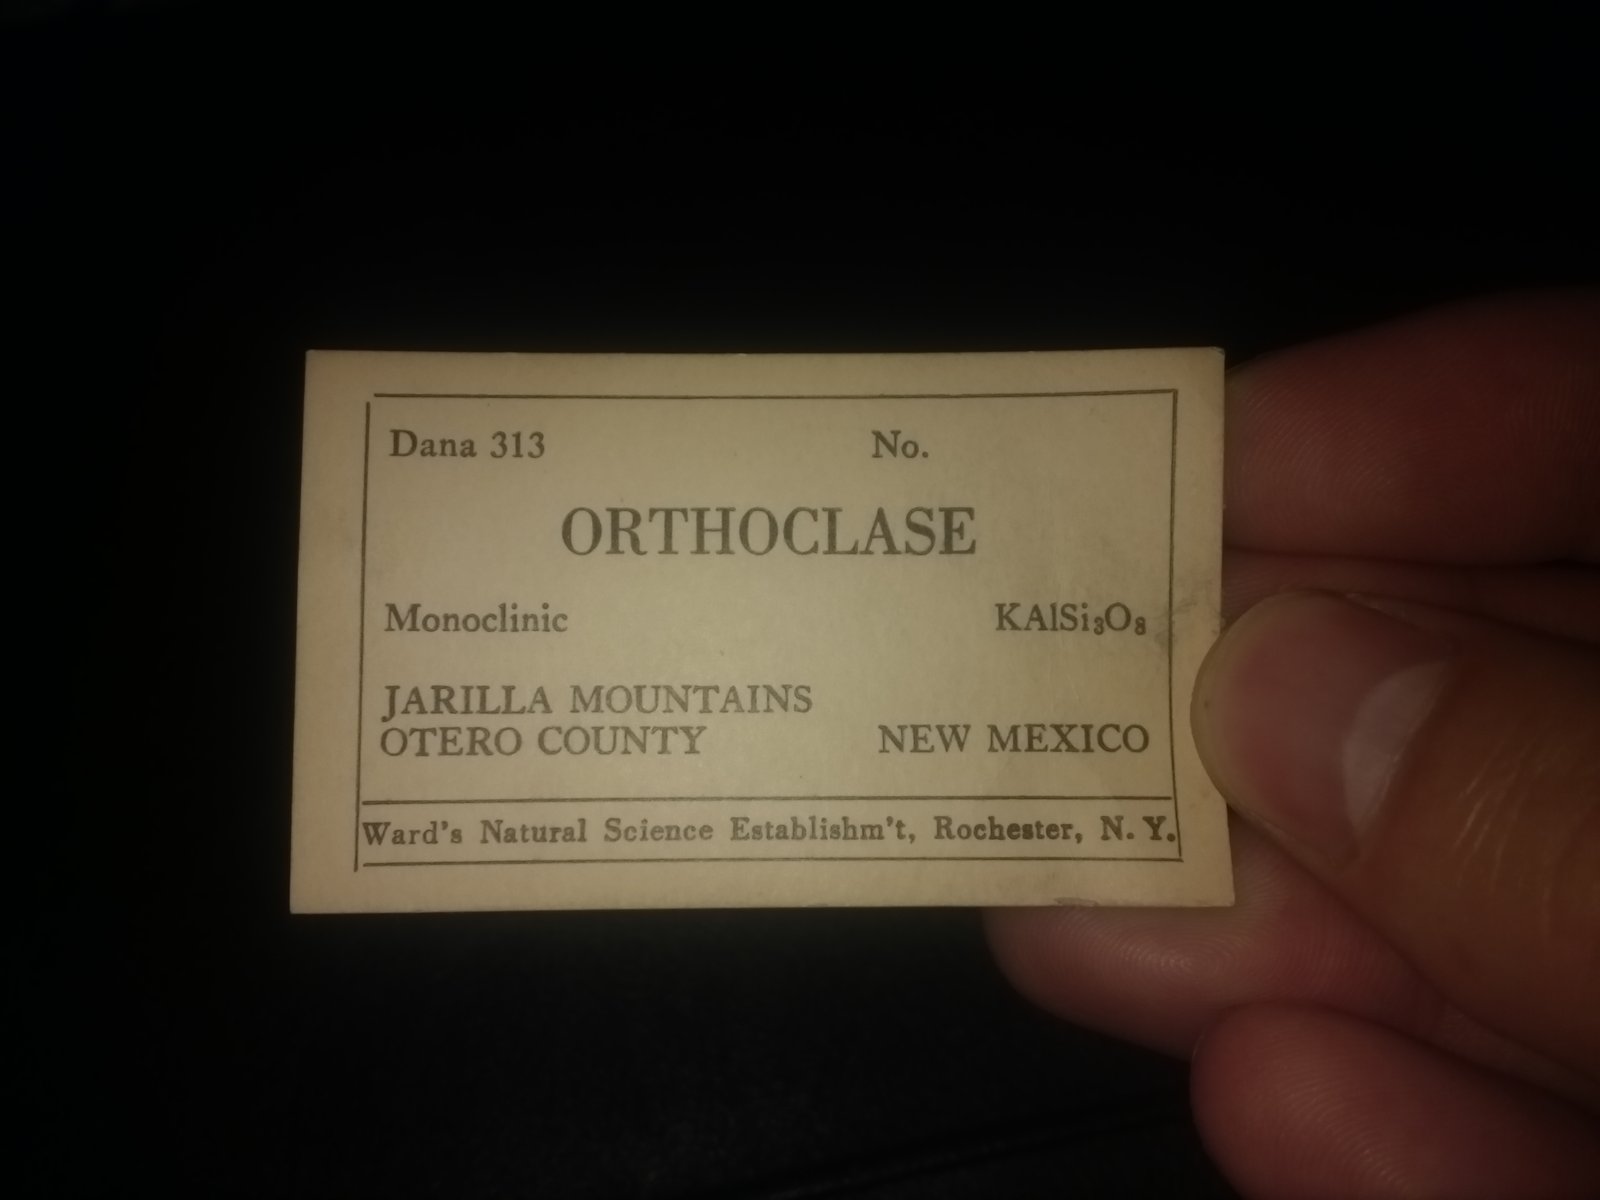 Dana 313 No.
ORTHOCLASE
Monoclinic KAlSi₃O₈
JARILLA MOUNTAINS
OTERO COUNTY NEW MEXICO
Ward's Natural Science Establishm't, Rochester, N. Y.